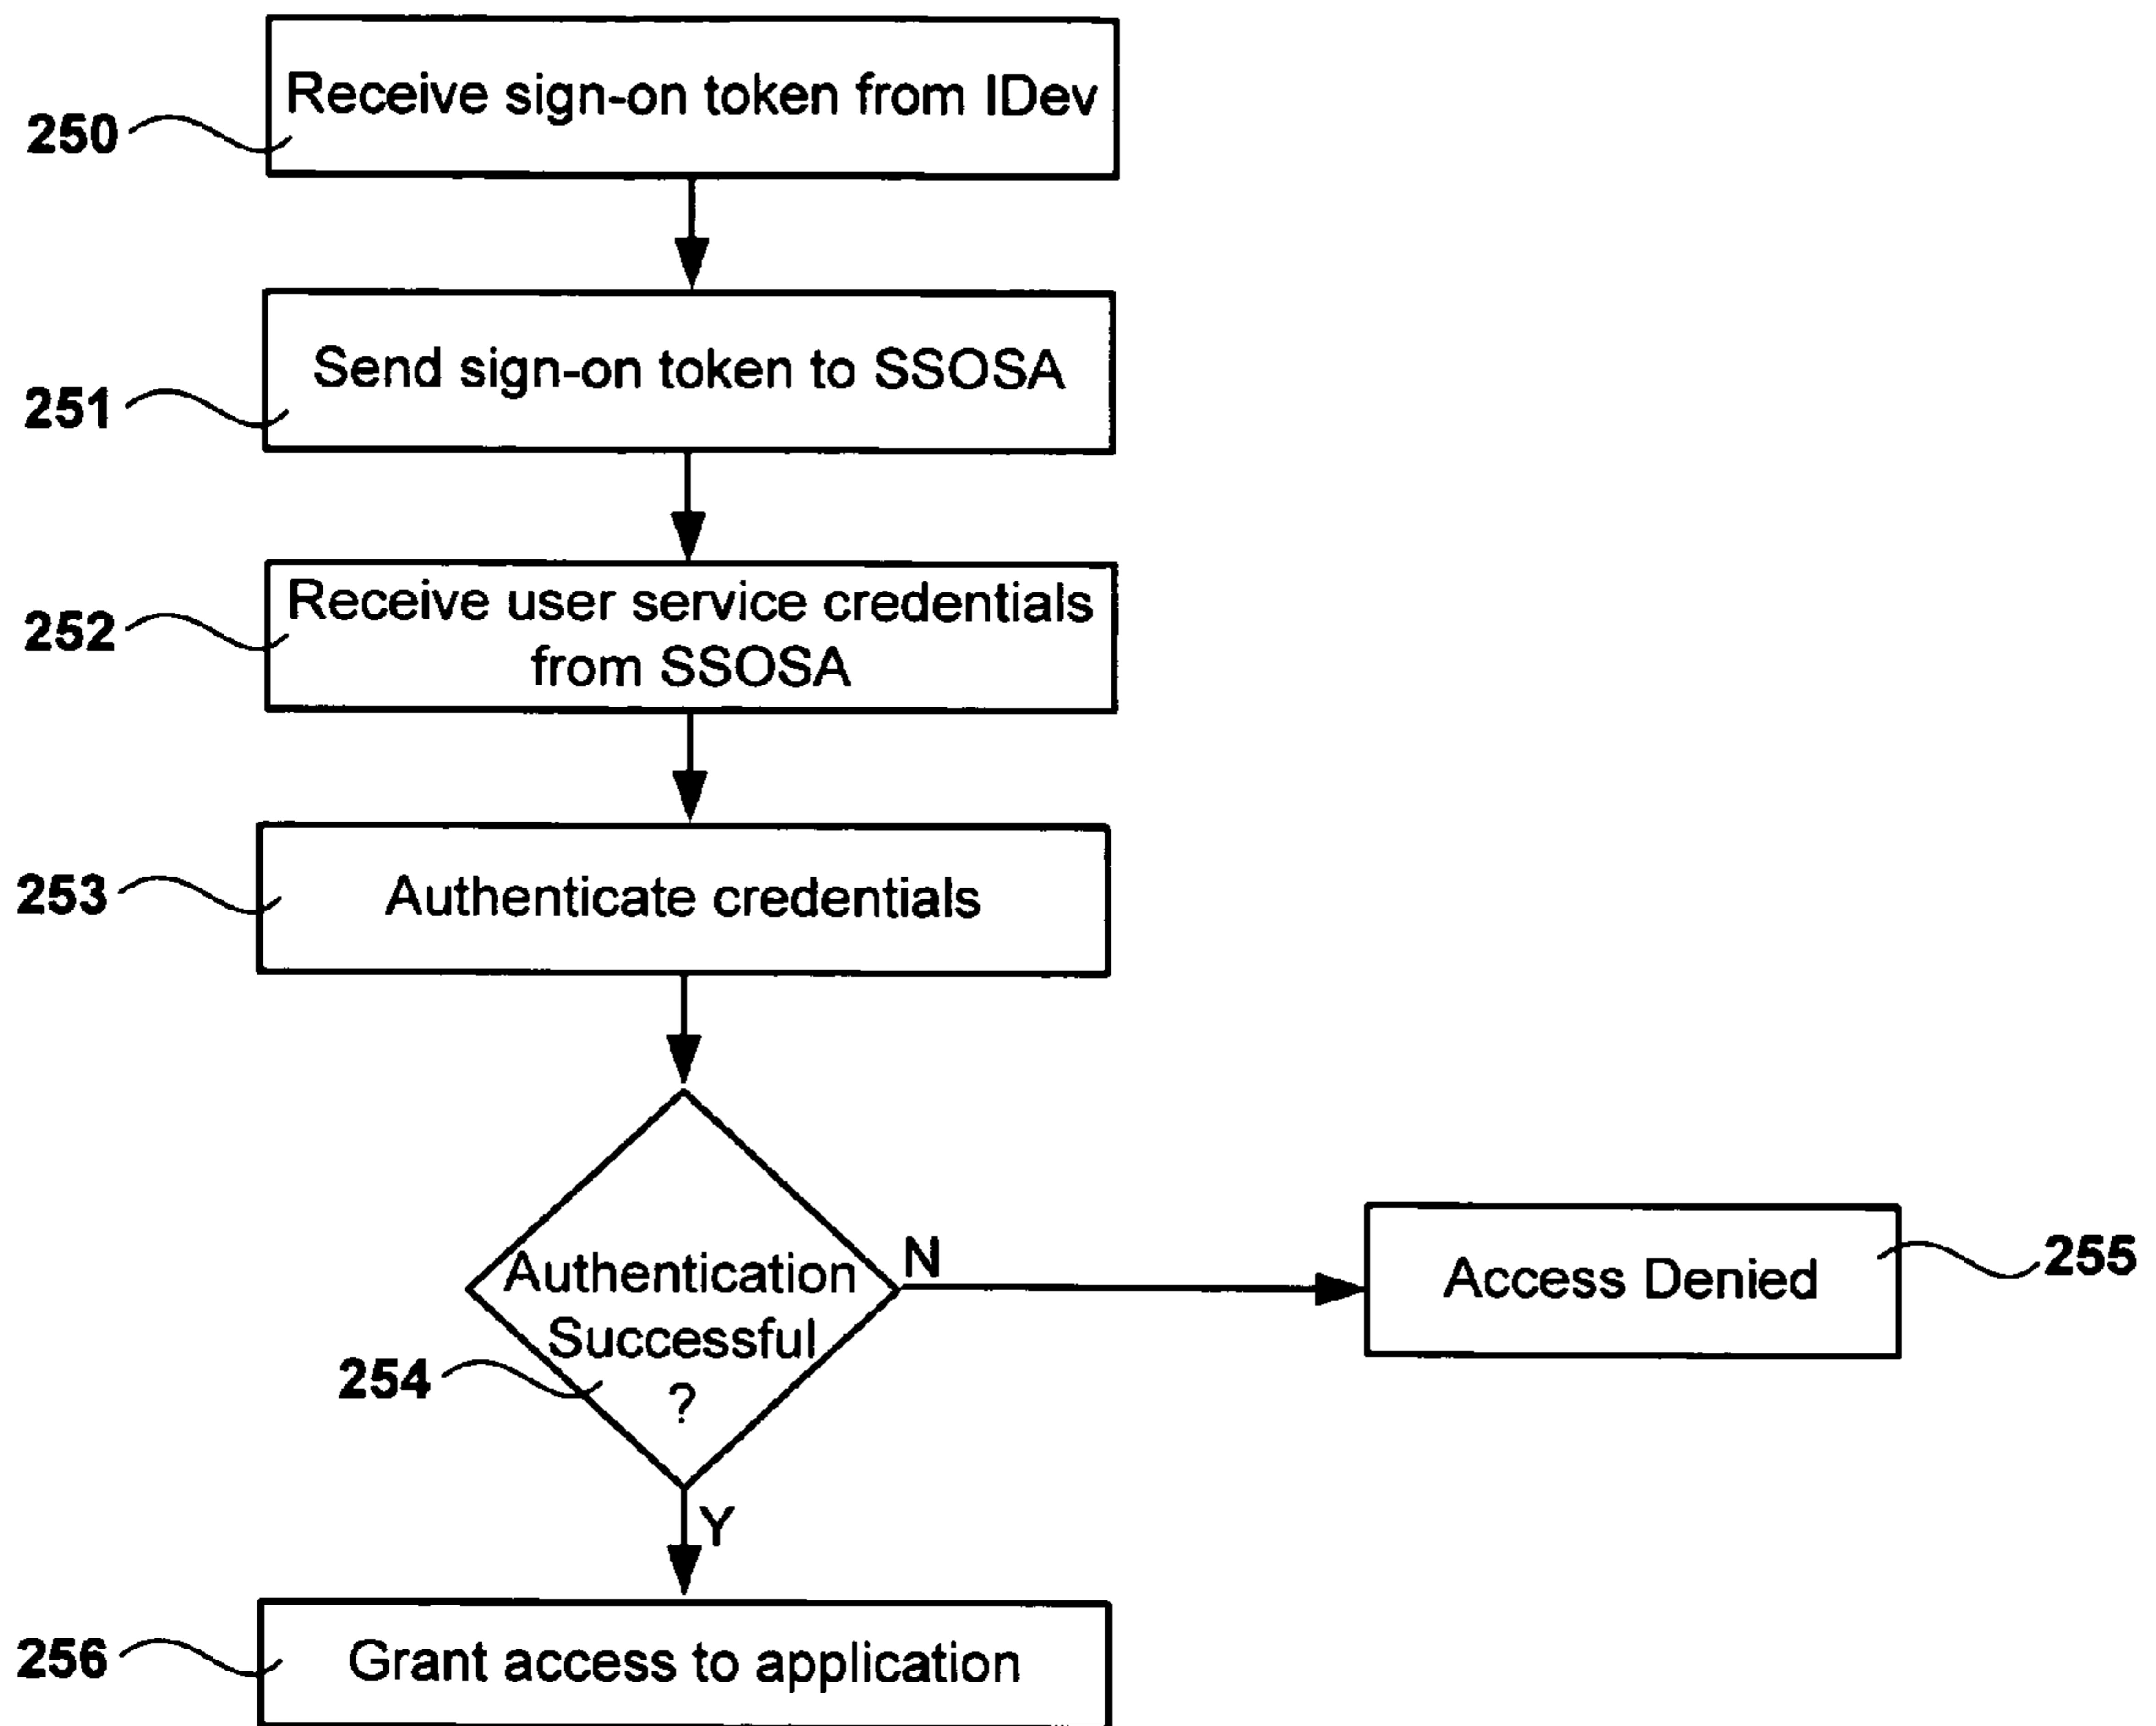 Receive sign-on token from IDev
250
Send sign-on token to SSOSA
251
Receive user service credentials
from SSOSA
252
Authenticate credentials
253
Authentication
Successful
?
254
N
Access Denied
255
Y
Grant access to application
256